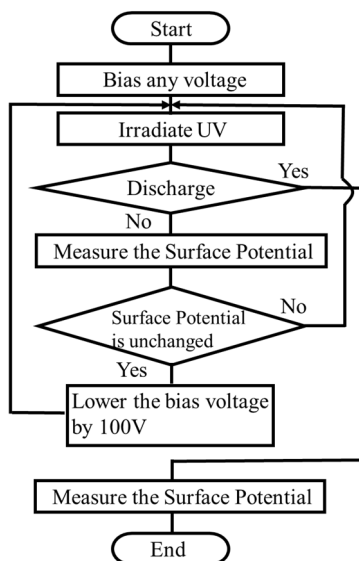 Start
Bias any voltage
Irradiate UV
Discharge
Yes
No
Measure the Surface Potential
Surface Potential
is unchanged
No
Yes
Lower the bias voltage
by 100V
Measure the Surface Potential
End